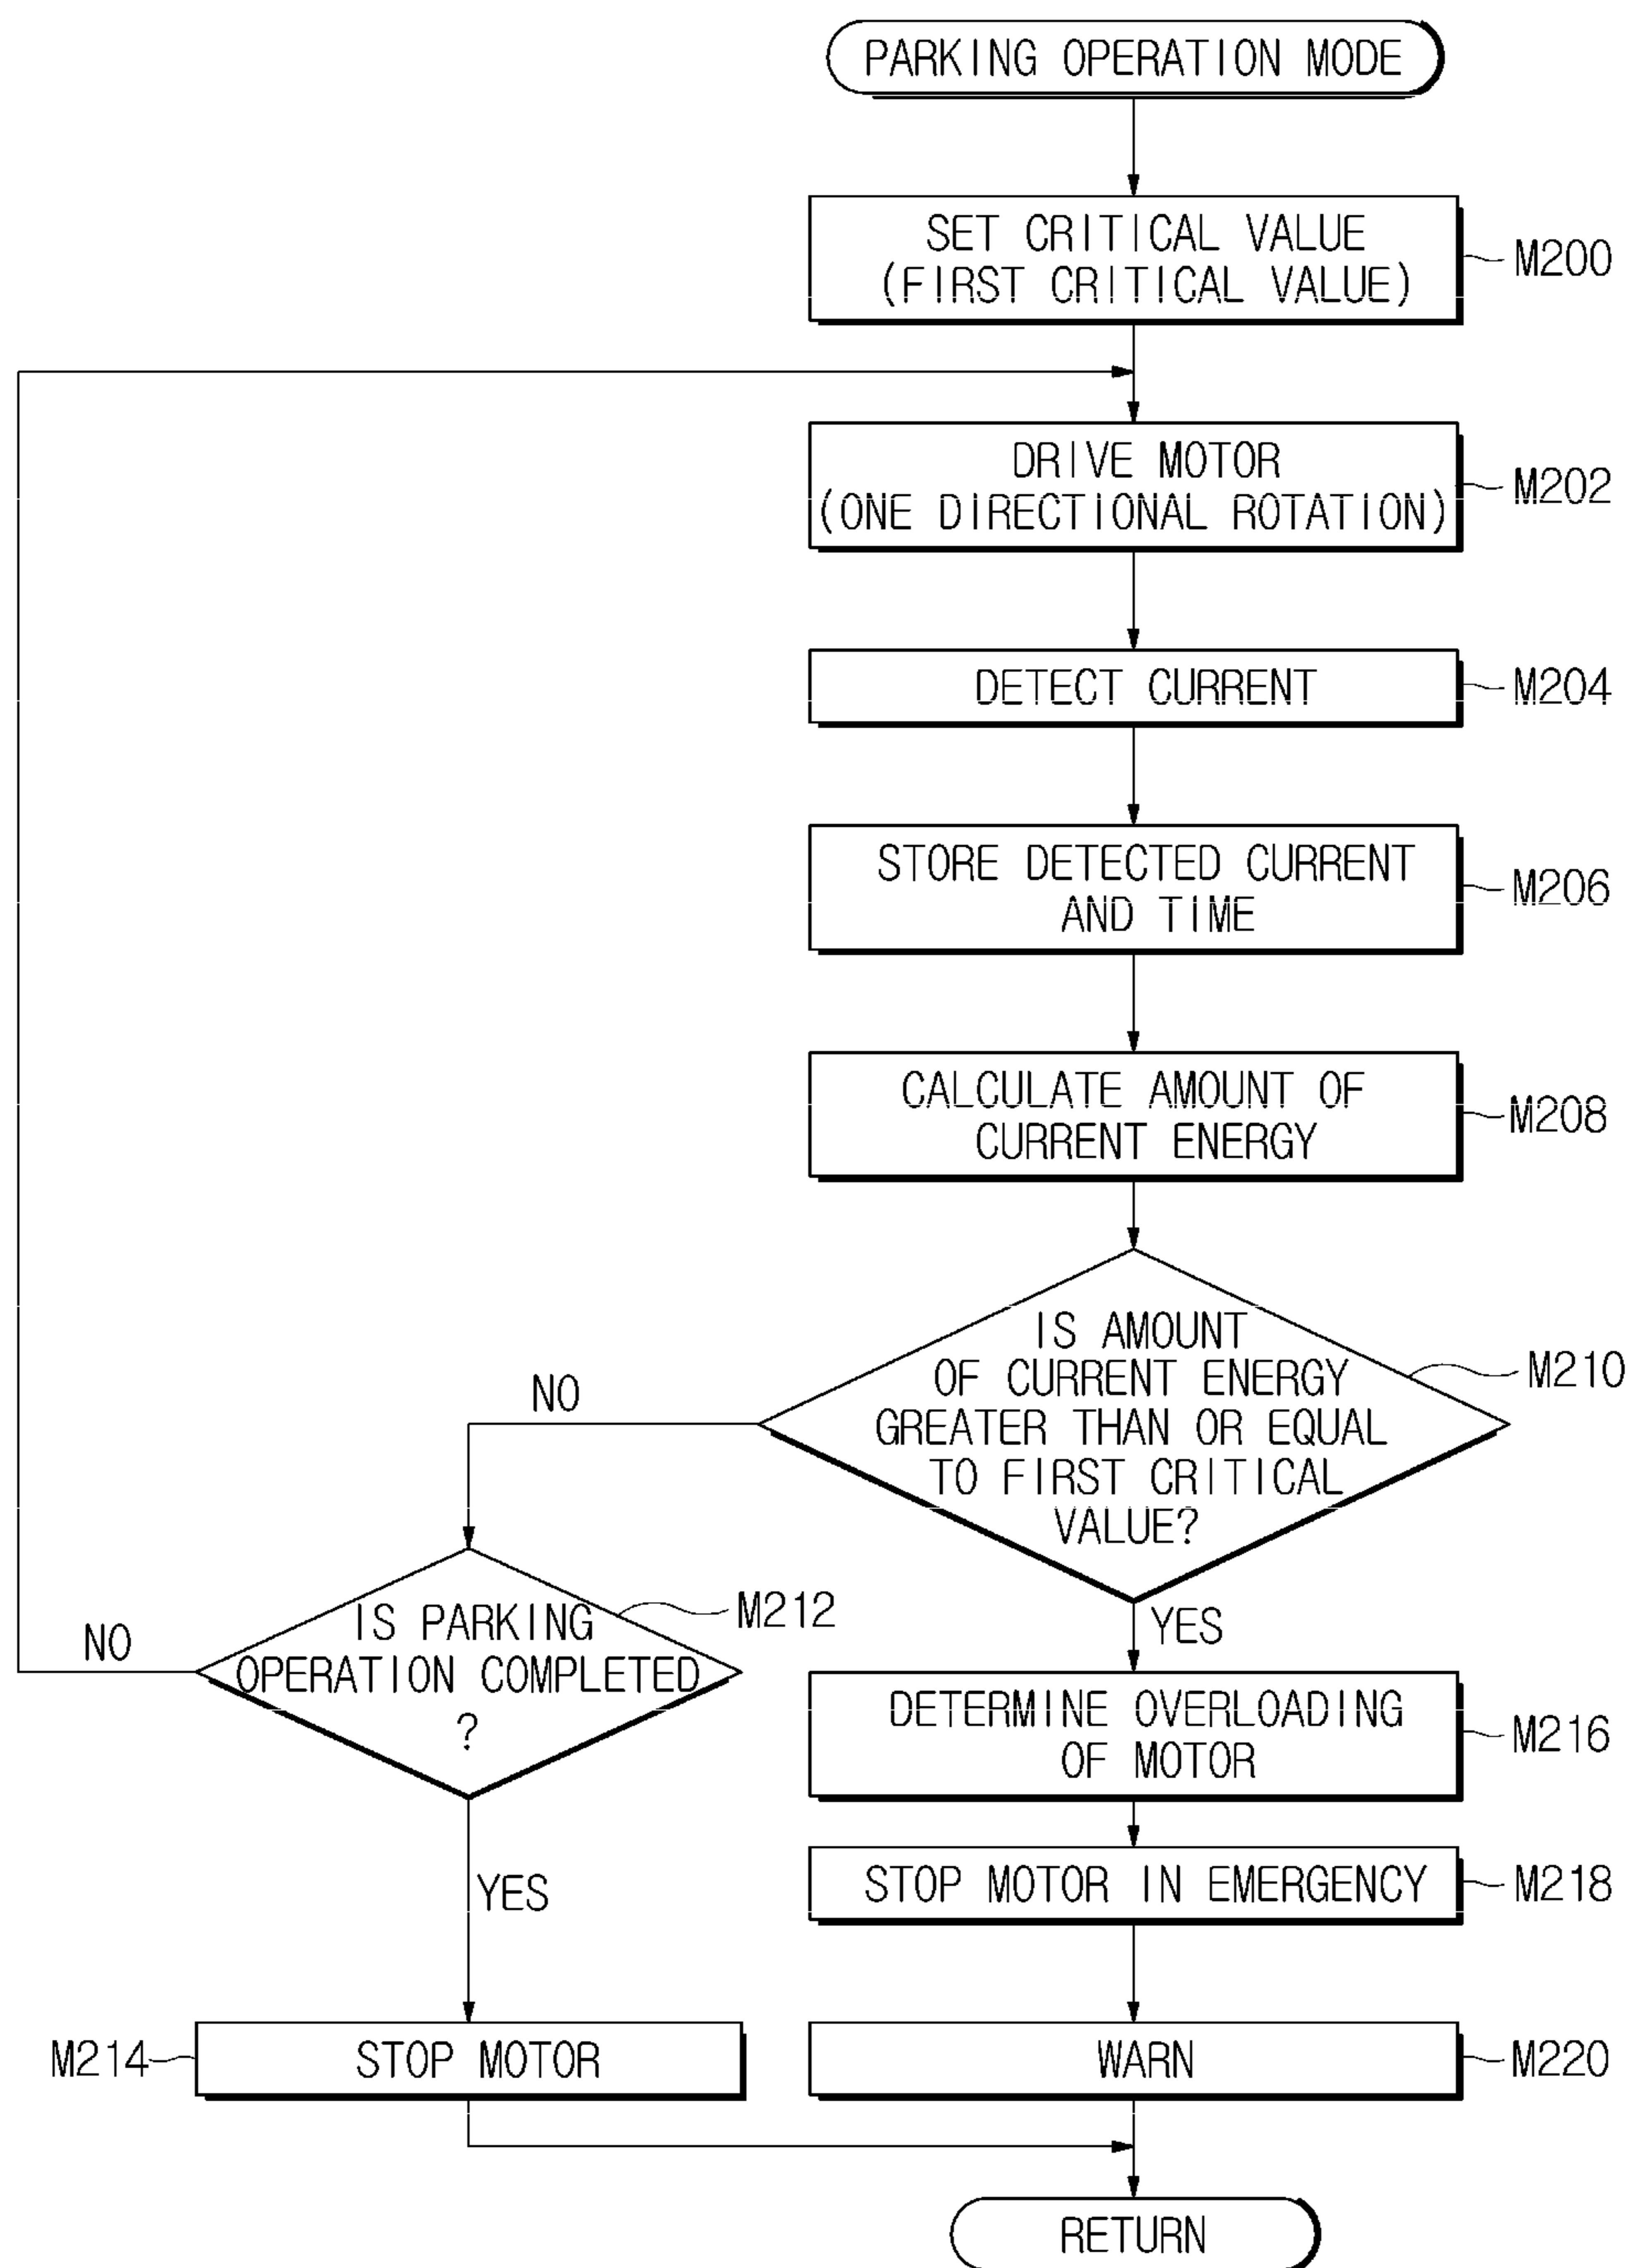 PARKING OPERATION MODE
SET CRITICAL VALUE
(FIRST CRITICAL VALUE)
M200
DRIVE MOTOR
(ONE DIRECTIONAL ROTATION)
M202
DETECT CURRENT
M204
STORE DETECTED CURRENT
AND TIME
M206
CALCULATE AMOUNT OF
CURRENT ENERGY
M208
IS AMOUNT
OF CURRENT ENERGY
GREATER THAN OR EQUAL
TO FIRST CRITICAL
VALUE?
M210
NO
YES
IS PARKING
OPERATION COMPLETED
?
M212
NO
YES
DETERMINE OVERLOADING
OF MOTOR
M216
STOP MOTOR IN EMERGENCY
M218
M214
STOP MOTOR
WARN
M220
RETURN